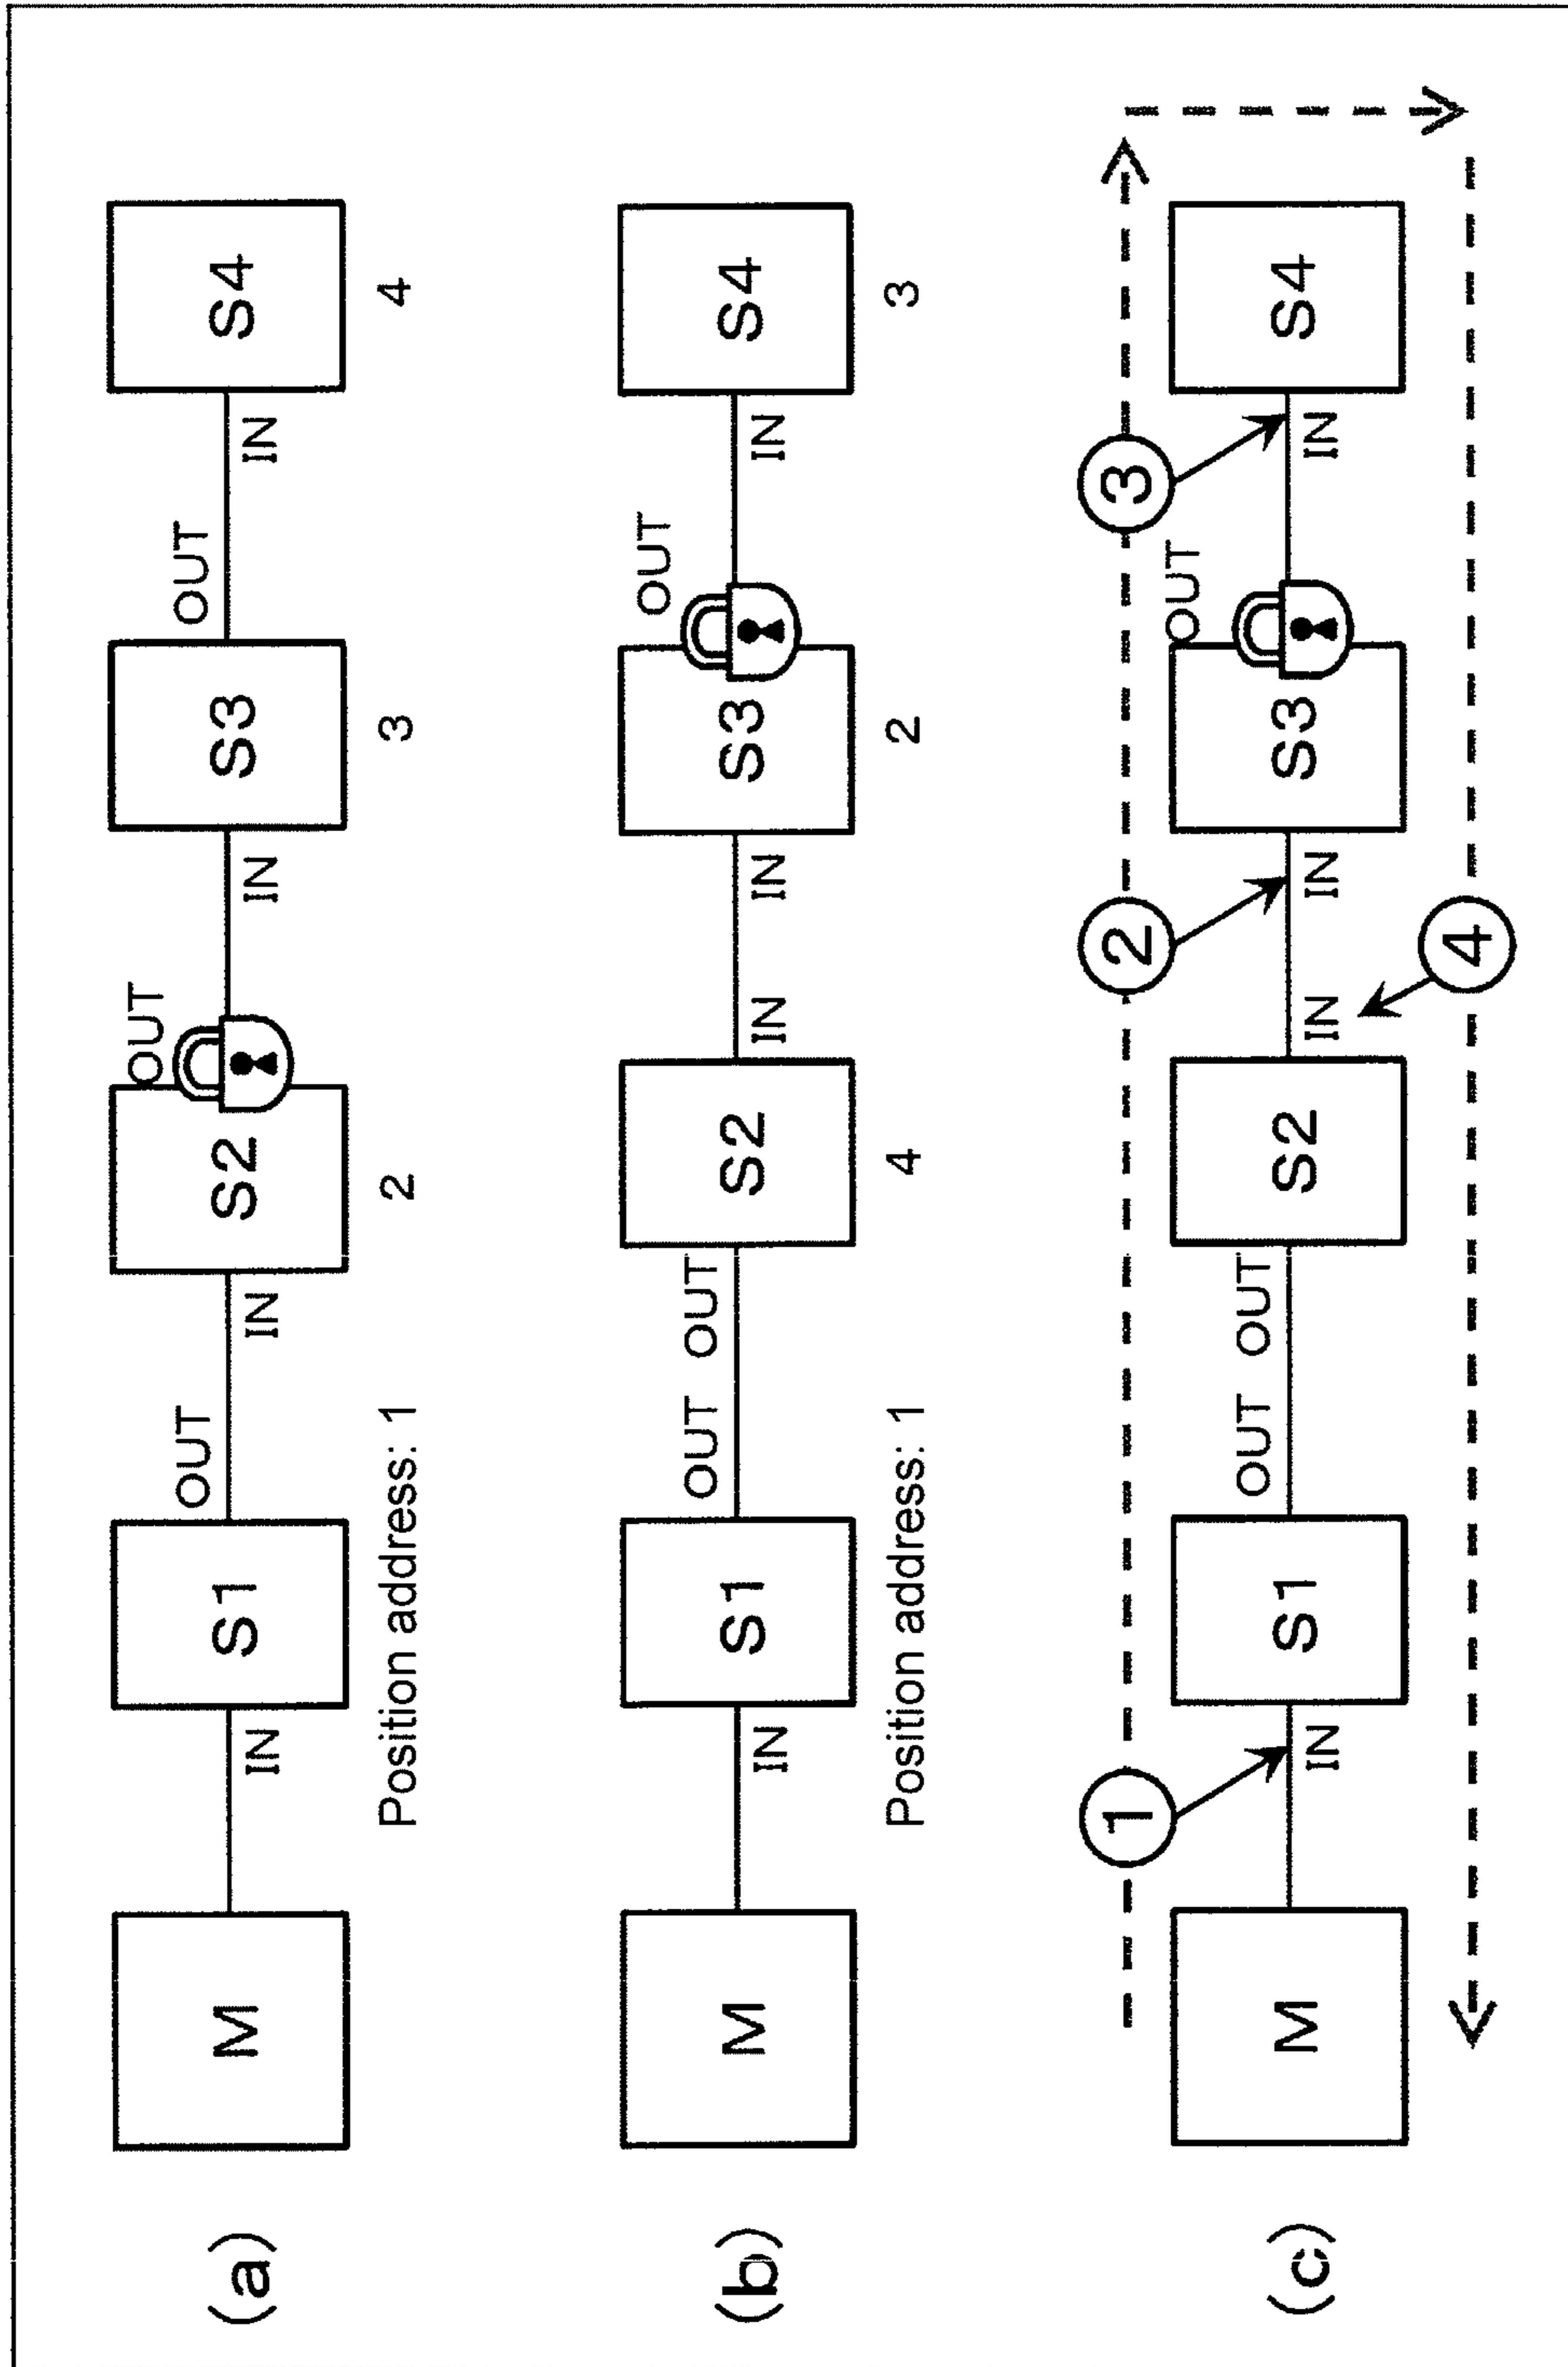 OUT OUT OUT
(a) M S1 S2 S3 S4
IN IN IN IN
Position address: 1 2 3 4
OUT OUT OUT
(b) M S1 S2 S3 S4
IN IN IN IN
Position address: 1 4 2 3
1 2 3
OUT OUT OUT
(c) M S1 S2 S3 S4
IN IN IN IN
4